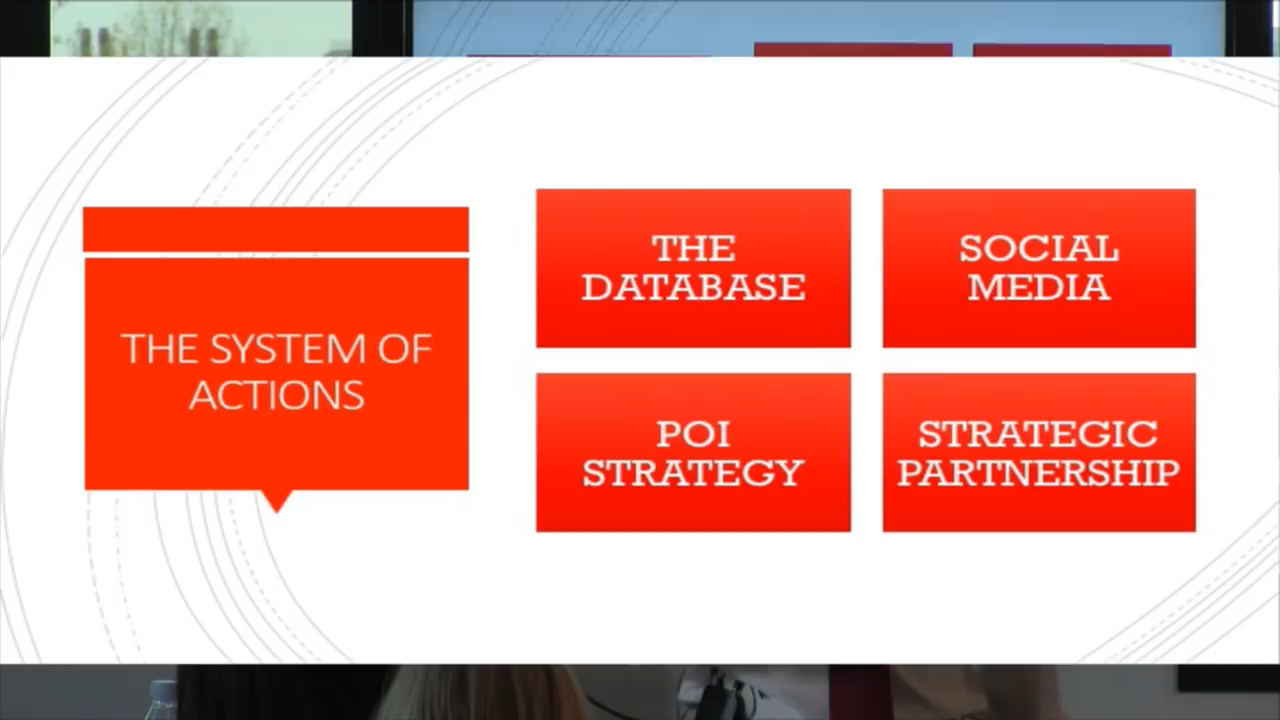 THE SYSTEM OF
ACTIONS
THE
DATABASE
SOCIAL
MEDIA
POI
STRATEGY
STRATEGIC
PARTNERSHIP